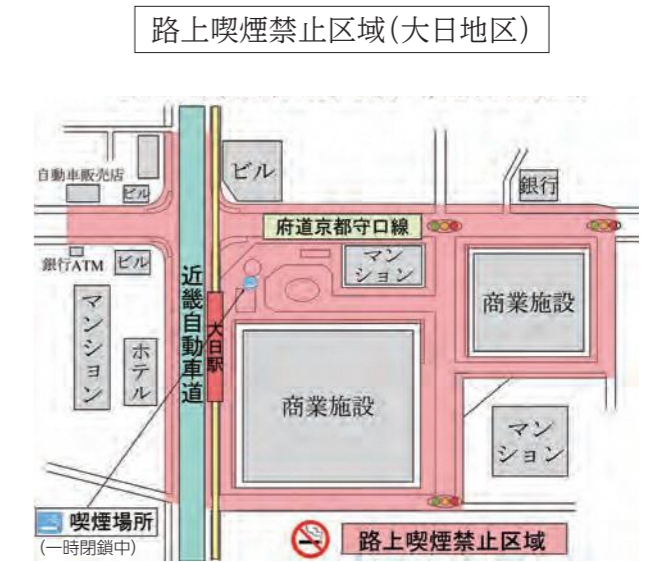 路上喫煙禁止区域(大日地区)
自動車販売店
ビル
ビル
銀行
府道京都守口線
銀行ATM
ビル
マン
ション
近畿自動車道
大日駅
商業施設
マンション
ホテル
商業施設
マン
ション
喫煙場所
(一時閉鎖中)
路上喫煙禁止区域